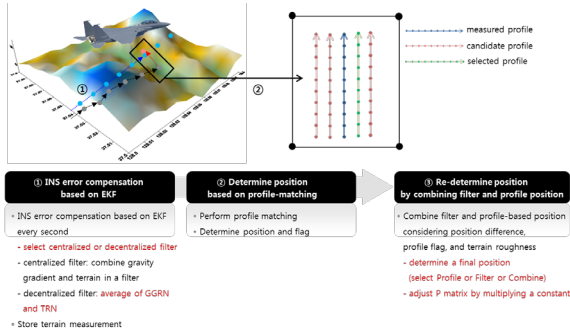 measured profile
candidate profile
selected profile
①
②
① INS error compensation
based on EKF
② Determine position
based on profile-matching
③ Re-determine position
by combining filter and profile position
• INS error compensation based on EKF
every second
- select centralized or decentralized filter
- centralized filter: combine gravity
gradient and terrain in a filter
- decentralized filter: average of GGRN
and TRN
• Store terrain measurement
• Perform profile matching
• Determine position and flag
• Combine filter and profile-based position
considering position difference,
profile flag, and terrain roughness
- determine a final position
(select Profile or Filter or Combine)
- adjust P matrix by multiplying a constant